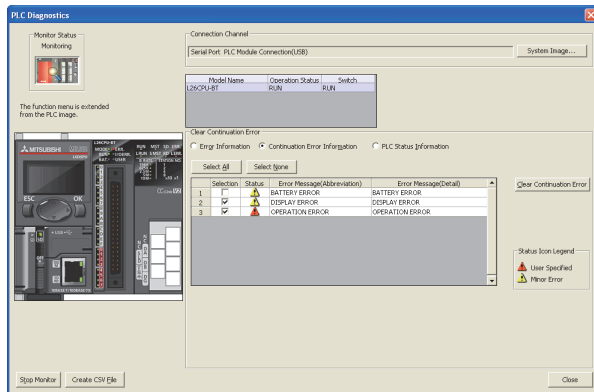 PLC Diagnostics
Monitor Status
Monitoring
The function menu is extended
from the PLC image.
Connection Channel
Serial Port PLC Module Connection(USB)
System Image...
Model Name Operation Status Switch
L26CPU-BT RUN RUN
MITSUBISHI
L26CPU-BT
ESC OK
Clear Continuation Error
Error Information Continuation Error Information PLC Status Information
Select All Select None
Selection Status Error Message(Abbreviation) Error Message(Detail)
1 BATTERY ERROR BATTERY ERROR
2 DISPLAY ERROR DISPLAY ERROR
3 OPERATION ERROR OPERATION ERROR
Clear Continuation Error
Status Icon Legend
User Specified
Minor Error
Stop Monitor Create CSV File Close